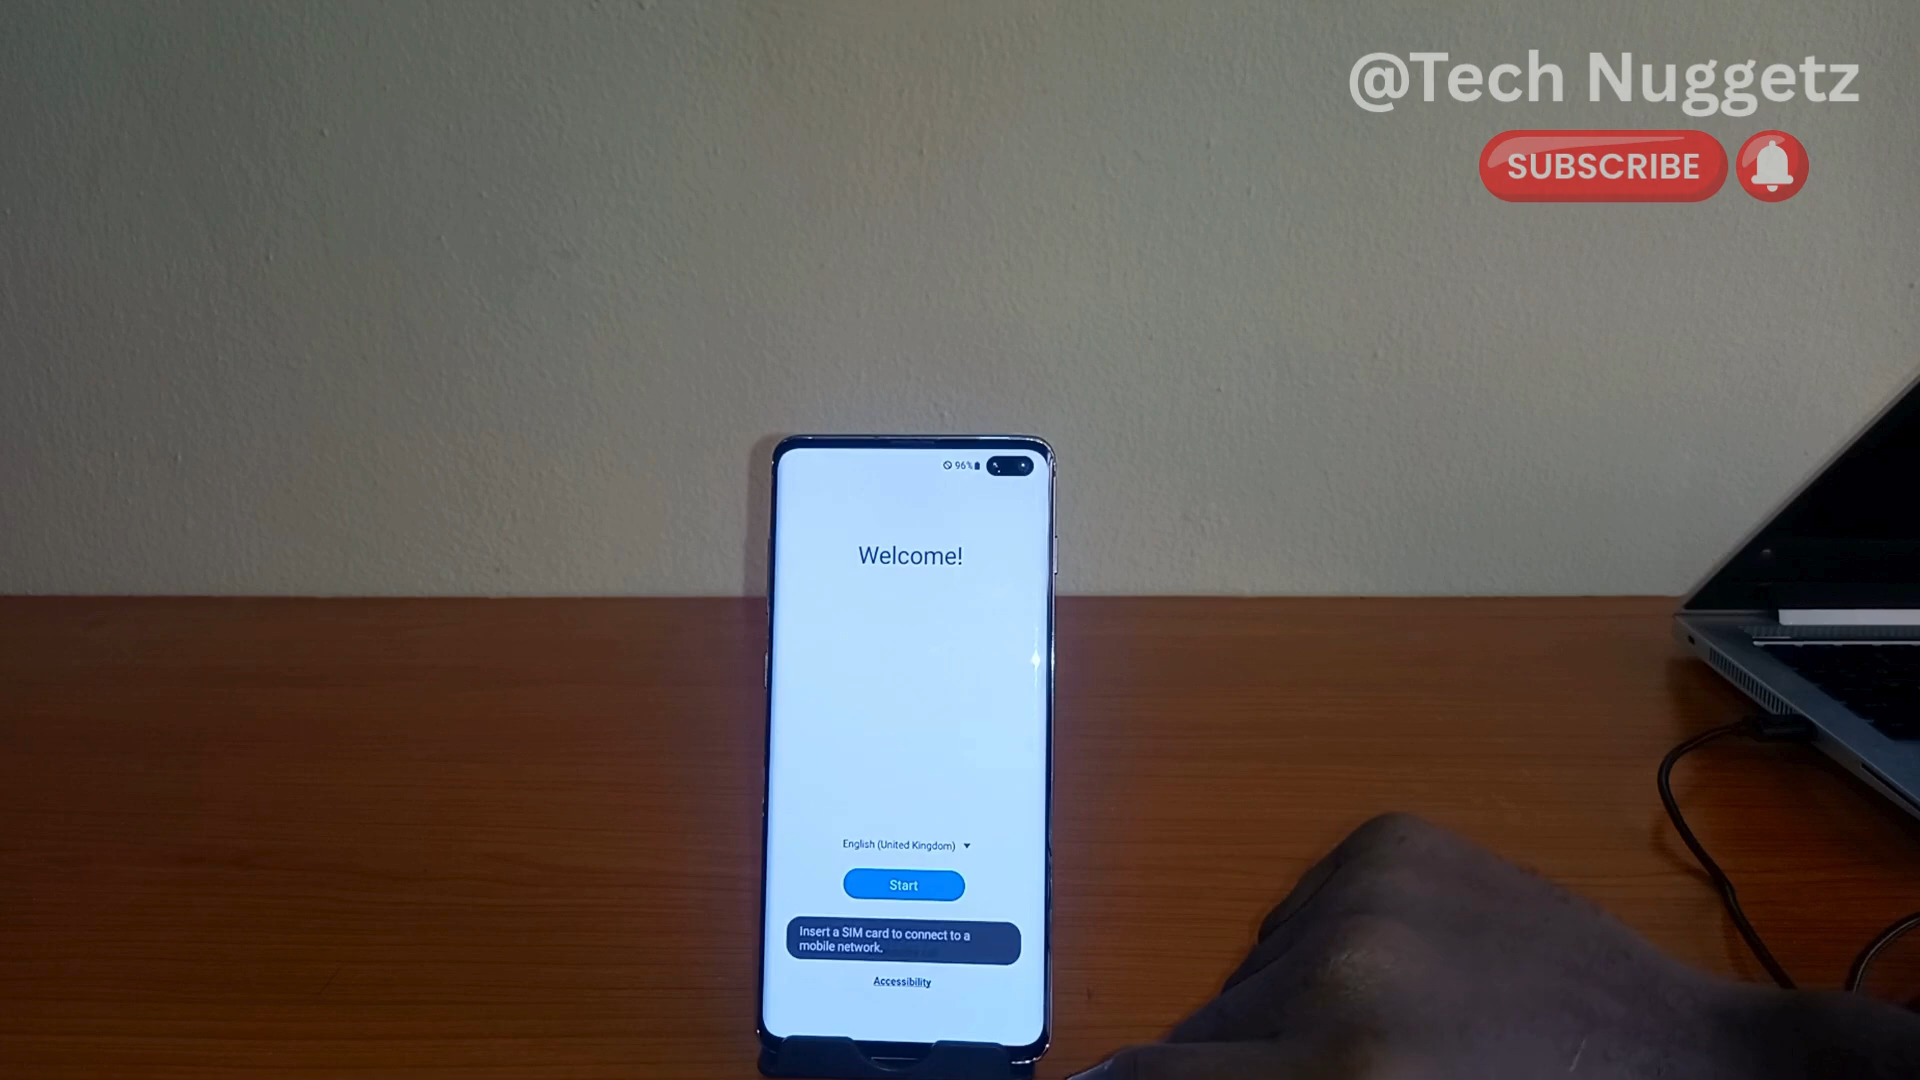 @Tech Nuggetz
SUBSCRIBE
96%
Welcome!
English (United Kingdom)
Start
Insert a SIM card to connect to a
mobile network.
Accessibility